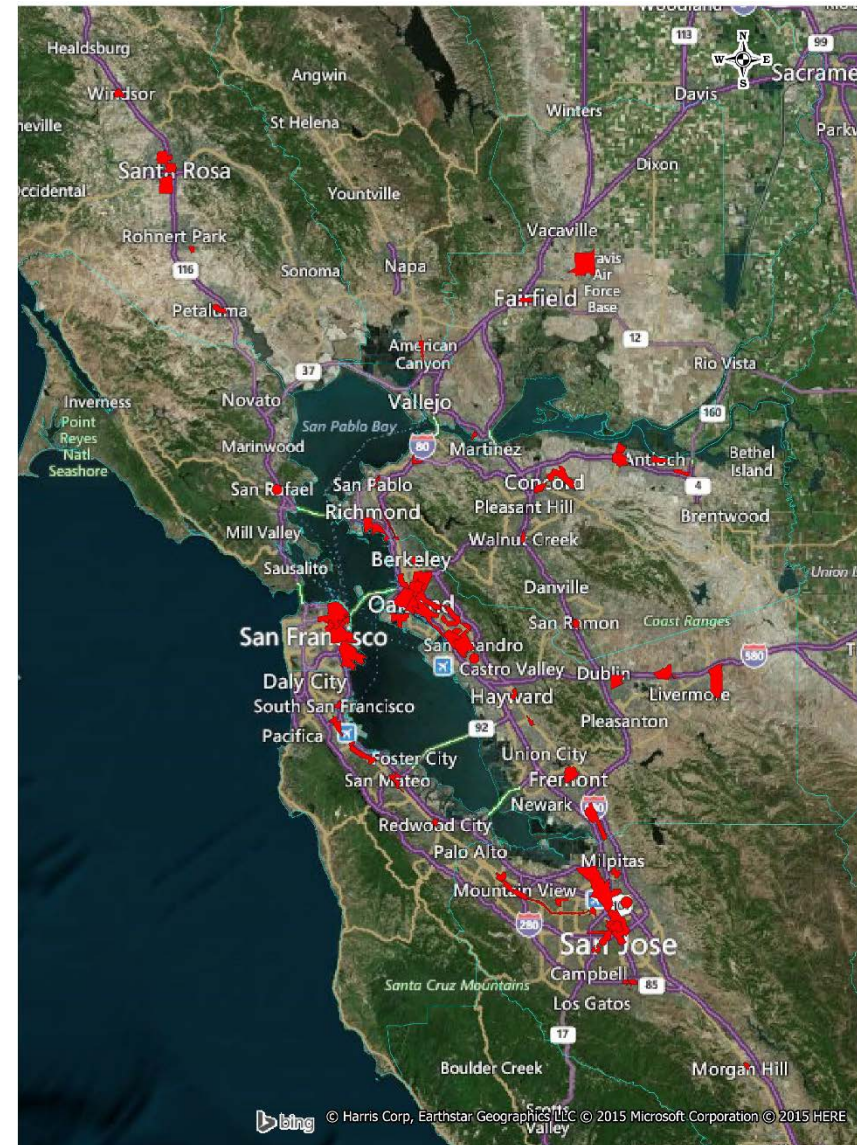 Woodland
113
N
W E
S
99
Healdsburg
Angwin
Sacrame
Windsor
Davis
Winters
St Helena
neville
Parkw
Dixon
Santa Rosa
Occidental
Yountville
Vacaville
Rohnert Park
Travis
Air
Force
Base
116
Sonoma
Napa
Fairfield
Petaluma
12
American
Canyon
Rio Vista
37
Inverness
Novato
Vallejo
160
Point
Reyes
Natl
Seashore
San Pablo Bay
Marinwood
80
Martinez
Antioch
Bethel
Island
San Rafael
San Pablo
Concord
4
Pleasant Hill
Richmond
Brentwood
Mill Valley
Walnut Creek
Berkeley
Sausalito
Danville
Union L
Oakland
San Ramon
Coast Ranges
San Francisco
San Leandro
580
Castro Valley
Dublin
Daly City
Hayward
Livermore
South San Francisco
Pleasanton
Pacifica
92
Union City
Foster City
San Mateo
Fremont
Newark
Redwood City
Palo Alto
Milpitas
Mountain View
280
San Jose
Campbell
Santa Cruz Mountains
85
Los Gatos
17
Boulder Creek
Morgan Hill
Scotts
Valley
bing
© Harris Corp, Earthstar Geographics LLC © 2015 Microsoft Corporation © 2015 HERE